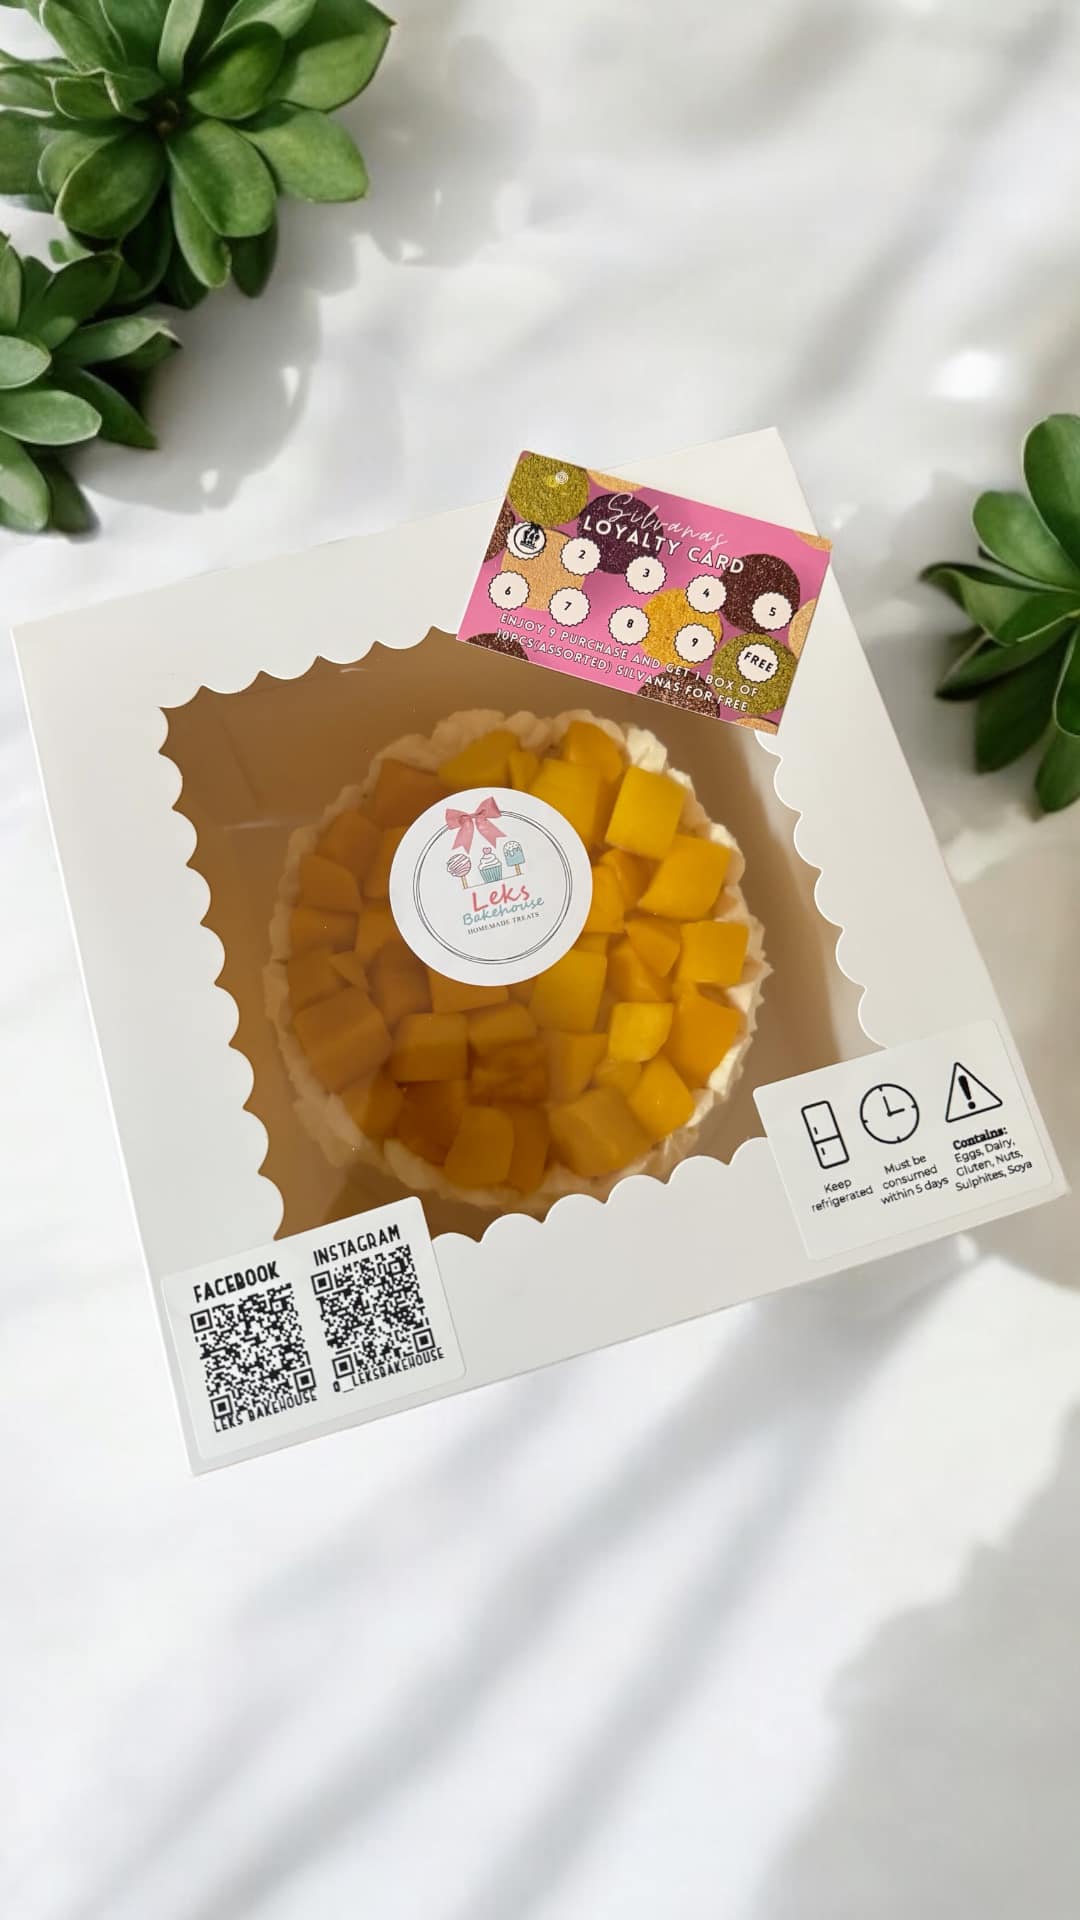 Silvanas
LOYALTY CARD
2
3
4
5
6
7
8
9
FREE
ENJOY 9 PURCHASE AND GET 1 BOX OF
10PCS(ASSORTED) SILVANAS FOR FREE
Leks
Bakehouse
HOMEMADE TREATS
Keep
refrigerated
Must be
consumed
within 5 days
Contains:
Eggs, Dairy,
Gluten, Nuts,
Sulphites, Soya
FACEBOOK
LEKS BAKEHOUSE
INSTAGRAM
@_LEKSBAKEHOUSE